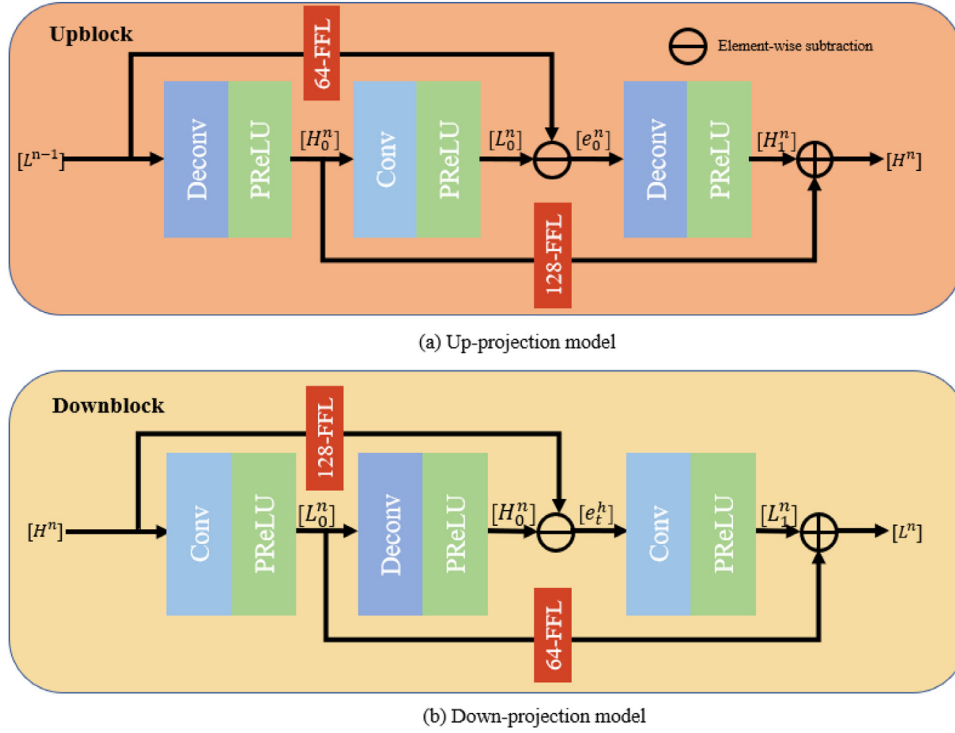 Upblock
64-FFL
Element-wise subtraction
[L^{n-1}]
Deconv
PReLU
[H_0^n]
Conv
PReLU
[L_0^n]
[e_0^n]
Deconv
PReLU
[H_1^n]
[H^n]
128-FFL
(a) Up-projection model
Downblock
128-FFL
[H^n]
Conv
PReLU
[L_0^n]
Deconv
PReLU
[H_0^n]
[e_t^h]
Conv
PReLU
[L_1^n]
[L^n]
64-FFL
(b) Down-projection model